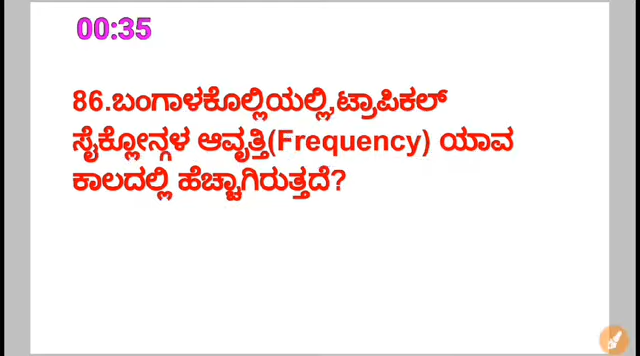 00:35
86.ಬಂಗಾಳಕೊಲ್ಲಿಯಲ್ಲಿ,ಟ್ರಾಪಿಕಲ್
ಸೈಕ್ಲೋನ್ಗಳ ಆವೃತ್ತಿ(Frequency) ಯಾವ
ಕಾಲದಲ್ಲಿ ಹೆಚ್ಚಾಗಿರುತ್ತದೆ?